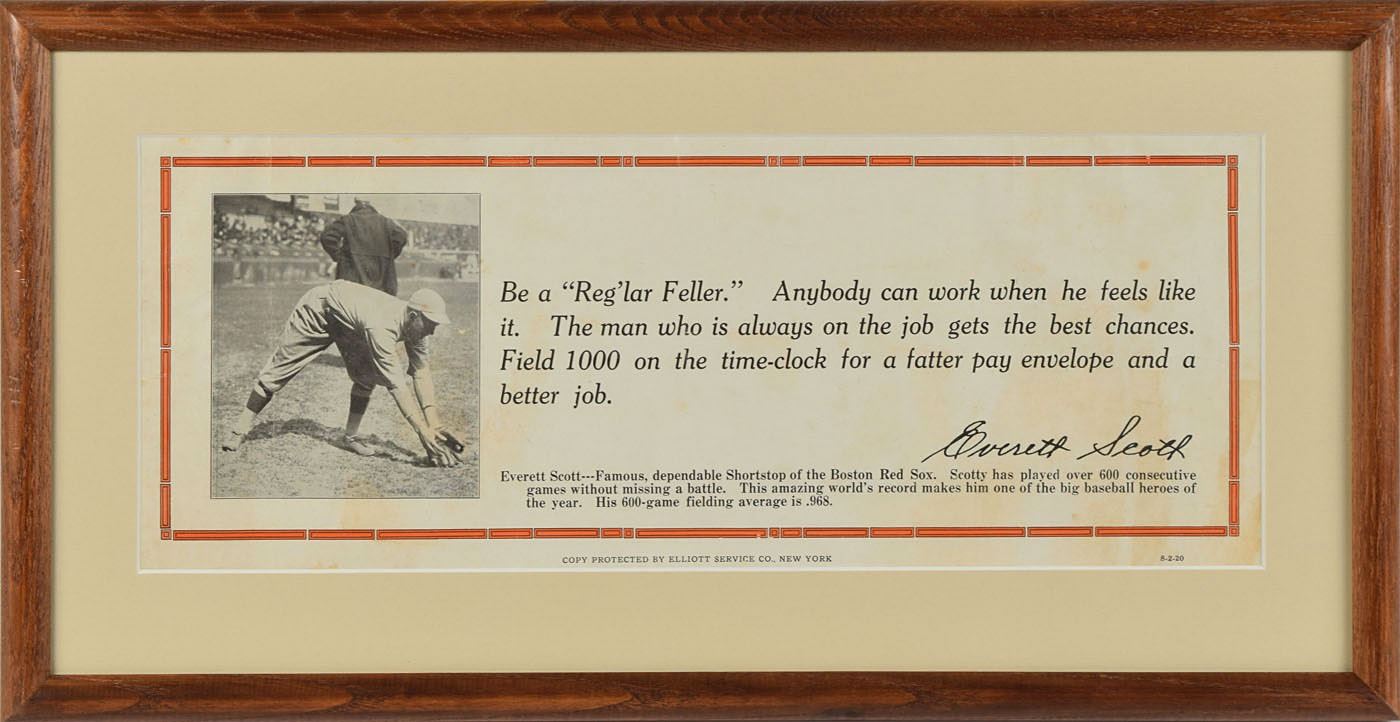 Be a “Reg’lar Feller.” Anybody can work when he feels like
it. The man who is always on the job gets the best chances.
Field 1000 on the time-clock for a fatter pay envelope and a
better job.
Everett Scott
Everett Scott---Famous, dependable Shortstop of the Boston Red Sox. Scotty has played over 600 consecutive
games without missing a battle. This amazing world's record makes him one of the big baseball heroes of
the year. His 600-game fielding average is .968.
COPY PROTECTED BY ELLIOTT SERVICE CO., NEW YORK
8-2-20